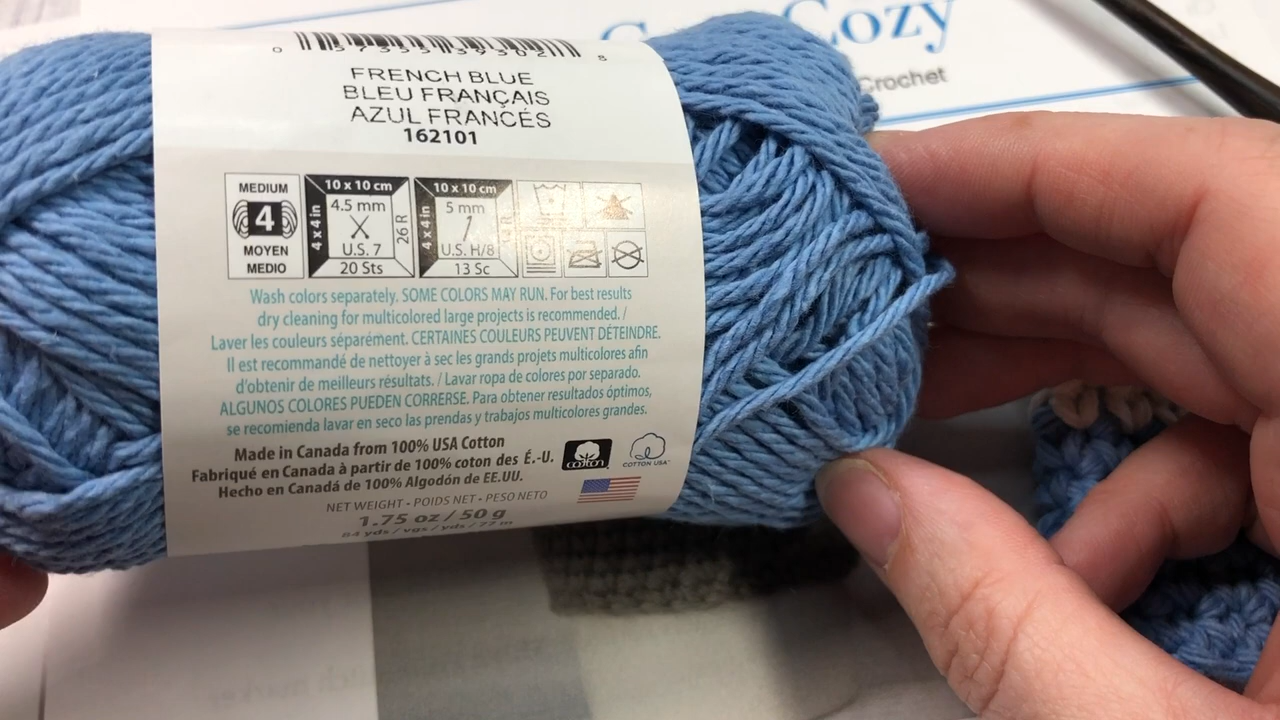 Cozy
Crochet
8
FRENCH BLUE
BLEU FRANÇAIS
AZUL FRANCÉS
162101
MEDIUM
4
MOYEN
MEDIO
10 x 10 cm
4 x 4 in
4.5 mm
26 R
U.S. 7
20 Sts
10 x 10 cm
4 x 4 in
5 mm
U.S. H/8
13 Sc
Wash colors separately. SOME COLORS MAY RUN. For best results
dry cleaning for multicolored large projects is recommended. /
Laver les couleurs séparément. CERTAINES COULEURS PEUVENT DÉTEINDRE.
Il est recommandé de nettoyer à sec les grands projets multicolores afin
d'obtenir de meilleurs résultats. / Lavar ropa de colores por separado.
ALGUNOS COLORES PUEDEN CORRERSE. Para obtener resultados óptimos,
se recomienda lavar en seco las prendas y trabajos multicolores grandes.
Made in Canada from 100% USA Cotton
Fabriqué en Canada à partir de 100% coton des É.-U.
Hecho en Canadá de 100% Algodón de EE.UU.
cotton
COTTON USA
NET WEIGHT • POIDS NET • PESO NETO
1.75 oz / 50 g
84 yds / vgs / yds / 77 m